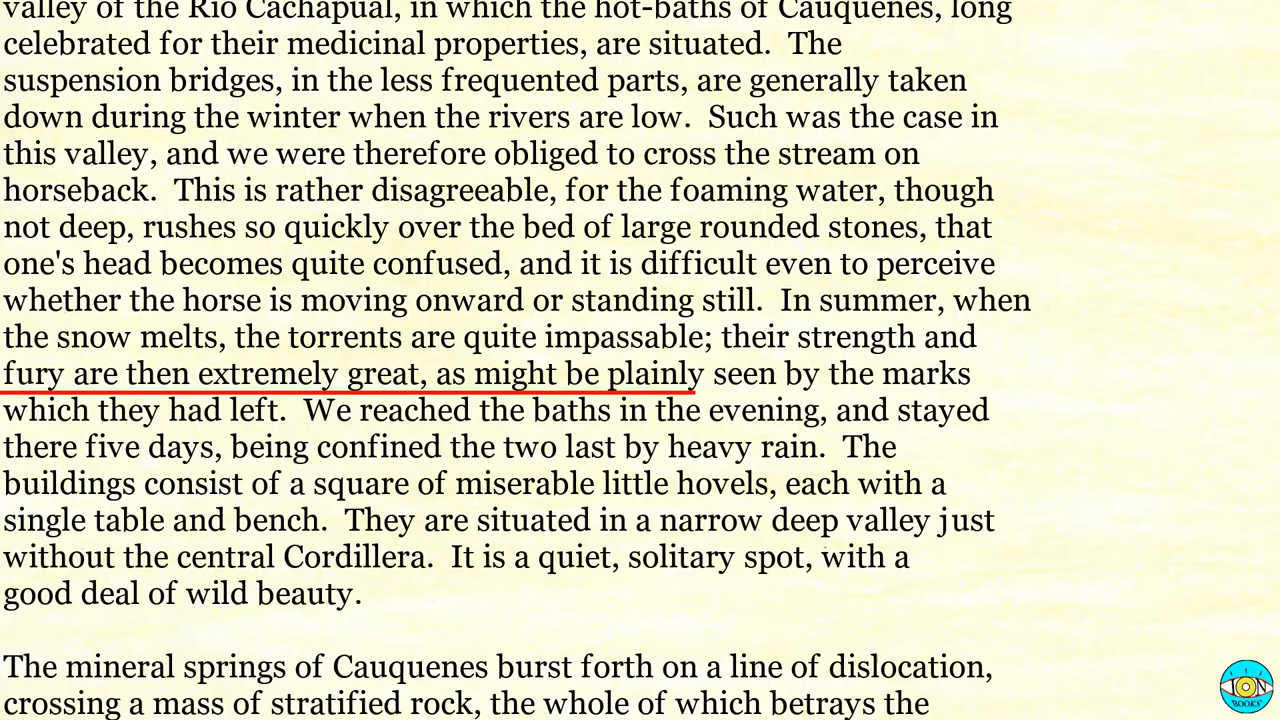 valley of the Rio Cachapual, in which the hot-baths of Cauquenes, long
celebrated for their medicinal properties, are situated.  The
suspension bridges, in the less frequented parts, are generally taken
down during the winter when the rivers are low.  Such was the case in
this valley, and we were therefore obliged to cross the stream on
horseback.  This is rather disagreeable, for the foaming water, though
not deep, rushes so quickly over the bed of large rounded stones, that
one's head becomes quite confused, and it is difficult even to perceive
whether the horse is moving onward or standing still.  In summer, when
the snow melts, the torrents are quite impassable; their strength and
fury are then extremely great, as might be plainly seen by the marks
which they had left.  We reached the baths in the evening, and stayed
there five days, being confined the two last by heavy rain.  The
buildings consist of a square of miserable little hovels, each with a
single table and bench.  They are situated in a narrow deep valley just
without the central Cordillera.  It is a quiet, solitary spot, with a
good deal of wild beauty.
The mineral springs of Cauquenes burst forth on a line of dislocation,
crossing a mass of stratified rock, the whole of which betrays the
ION
BOOKS